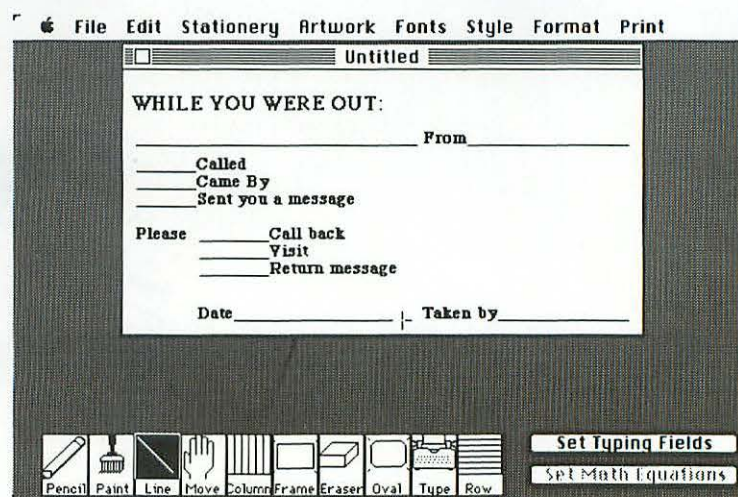 File Edit Stationery Artwork Fonts Style Format Print
Untitled
WHILE YOU WERE OUT:
From
Called
Came By
Sent you a message
Please Call back
Visit
Return message
Date Taken by
Set Typing Fields
Set Math Equations
Pencil Paint Line Move Column Frame Eraser Oval Type Row